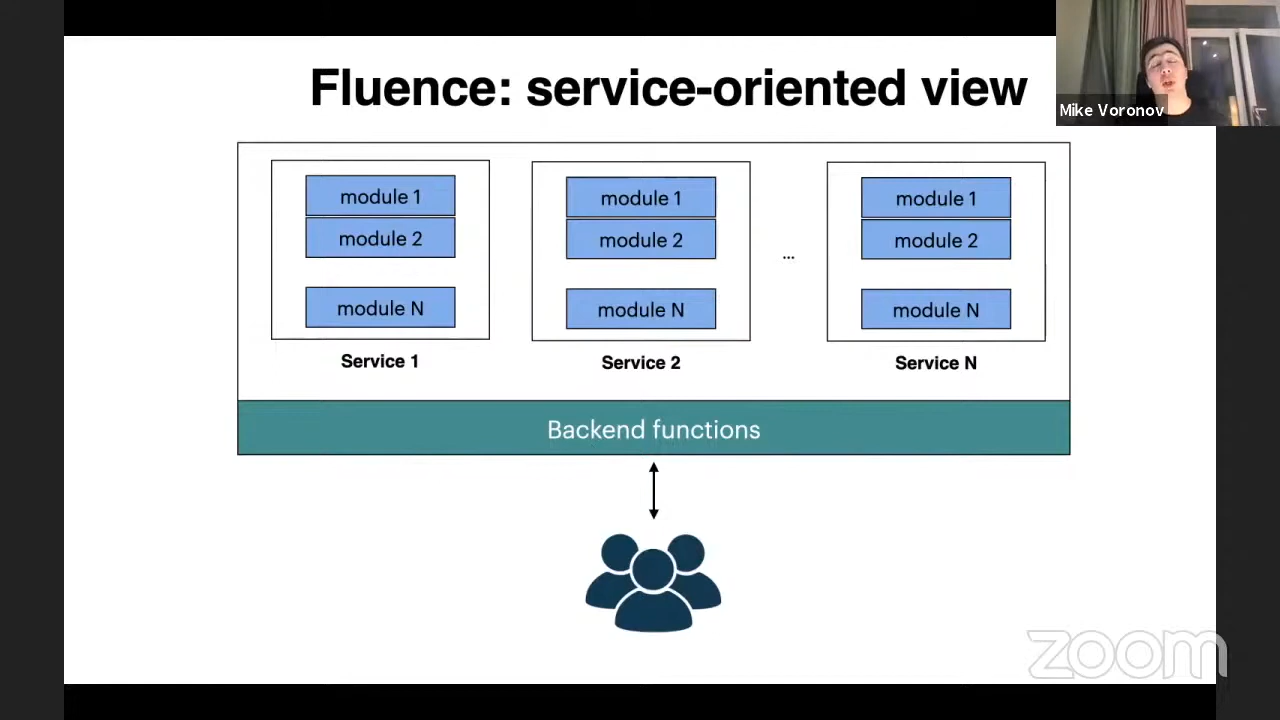 Fluence: service-oriented view
Mike Voronov
module 1
module 2
module N
Service 1
module 1
module 2
module N
Service 2
...
module 1
module 2
module N
Service N
Backend functions
zoom